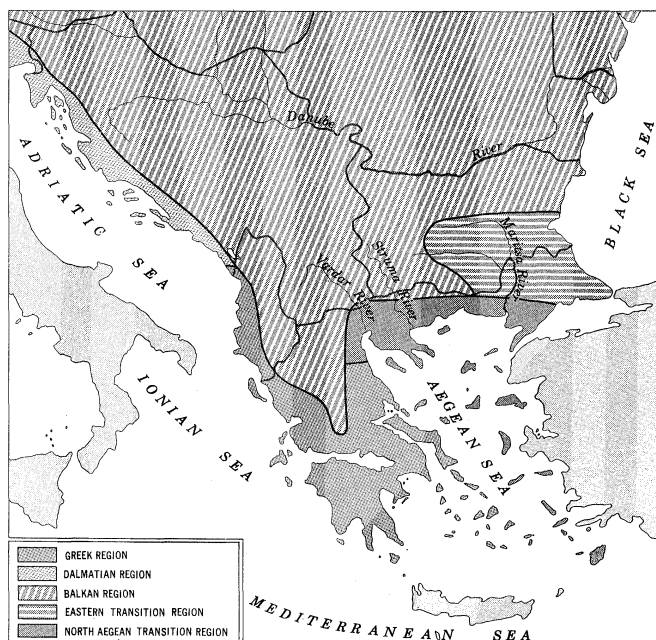 Danube
River
ADRIATIC SEA
BLACK SEA
Maritsa River
Struma River
Vardar River
IONIAN SEA
AEGEAN SEA
GREEK REGION
DALMATIAN REGION
BALKAN REGION
EASTERN TRANSITION REGION
NORTH AEGEAN TRANSITION REGION
MEDITERRANEAN SEA